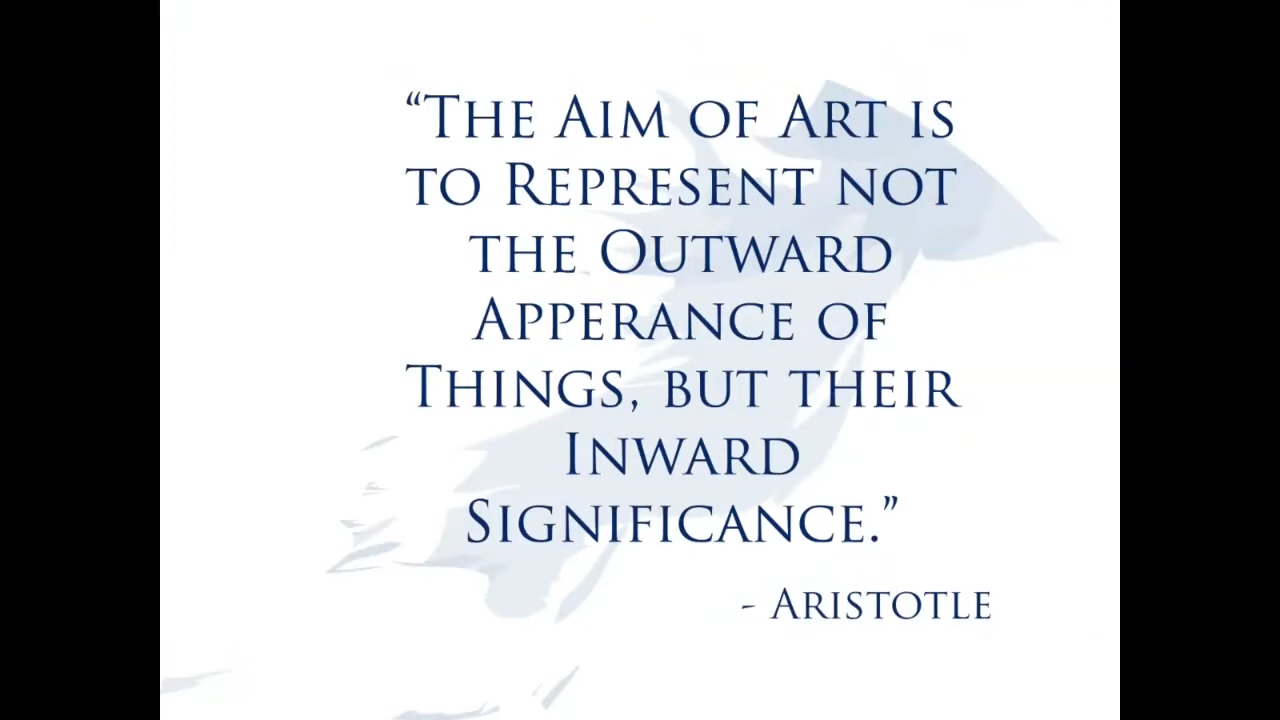 “The Aim of Art is
to Represent not
the Outward
Apperance of
Things, but their
Inward
Significance.”
- Aristotle